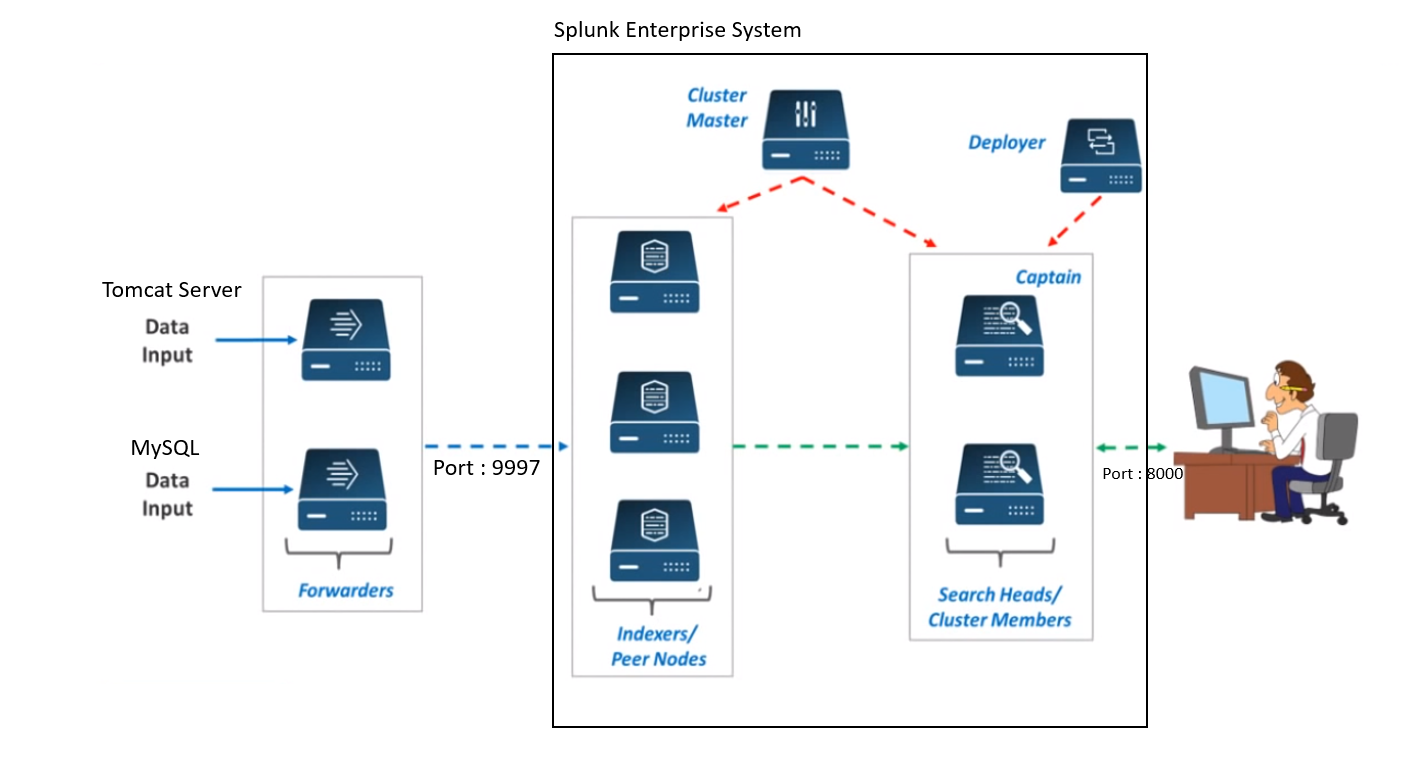 Splunk Enterprise System
Cluster
Master
Deployer
Tomcat Server
Data
Input
MySQL
Data
Input
Forwarders
Port : 9997
Indexers/
Peer Nodes
Captain
Search Heads/
Cluster Members
Port : 8000